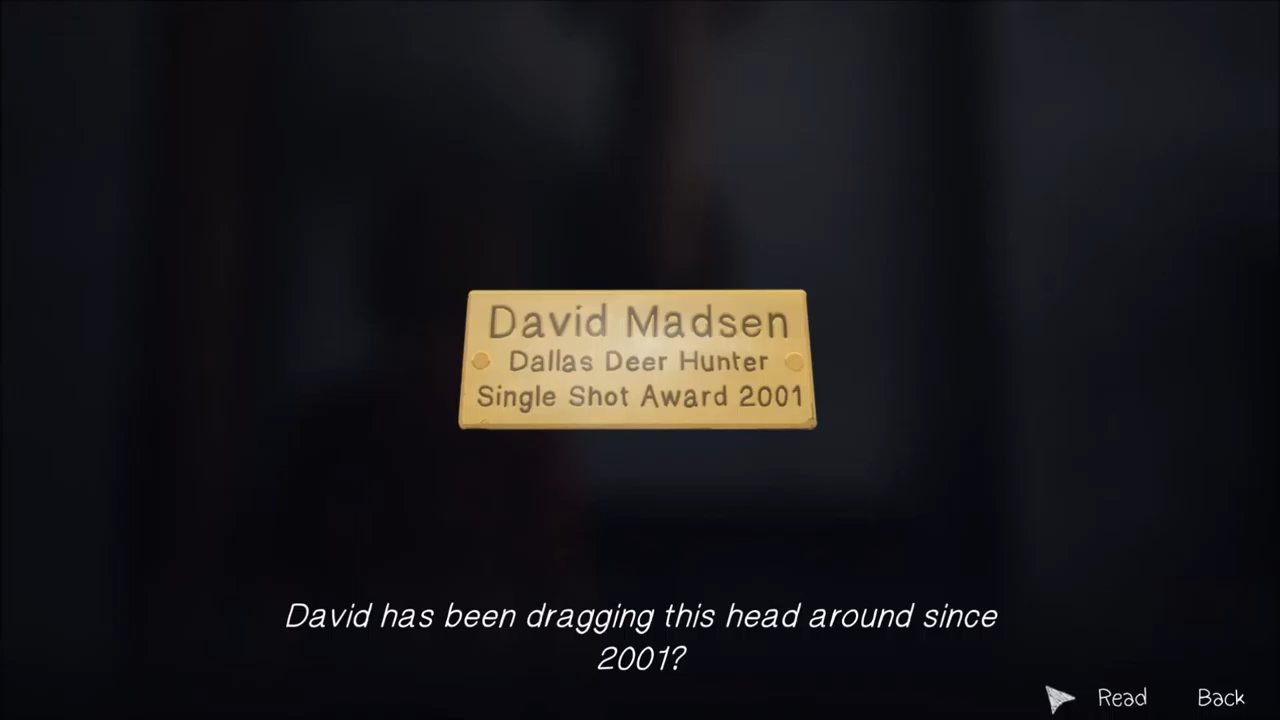 David Madsen
Dallas Deer Hunter
Single Shot Award 2001
David has been dragging this head around since
2001?
Read Back